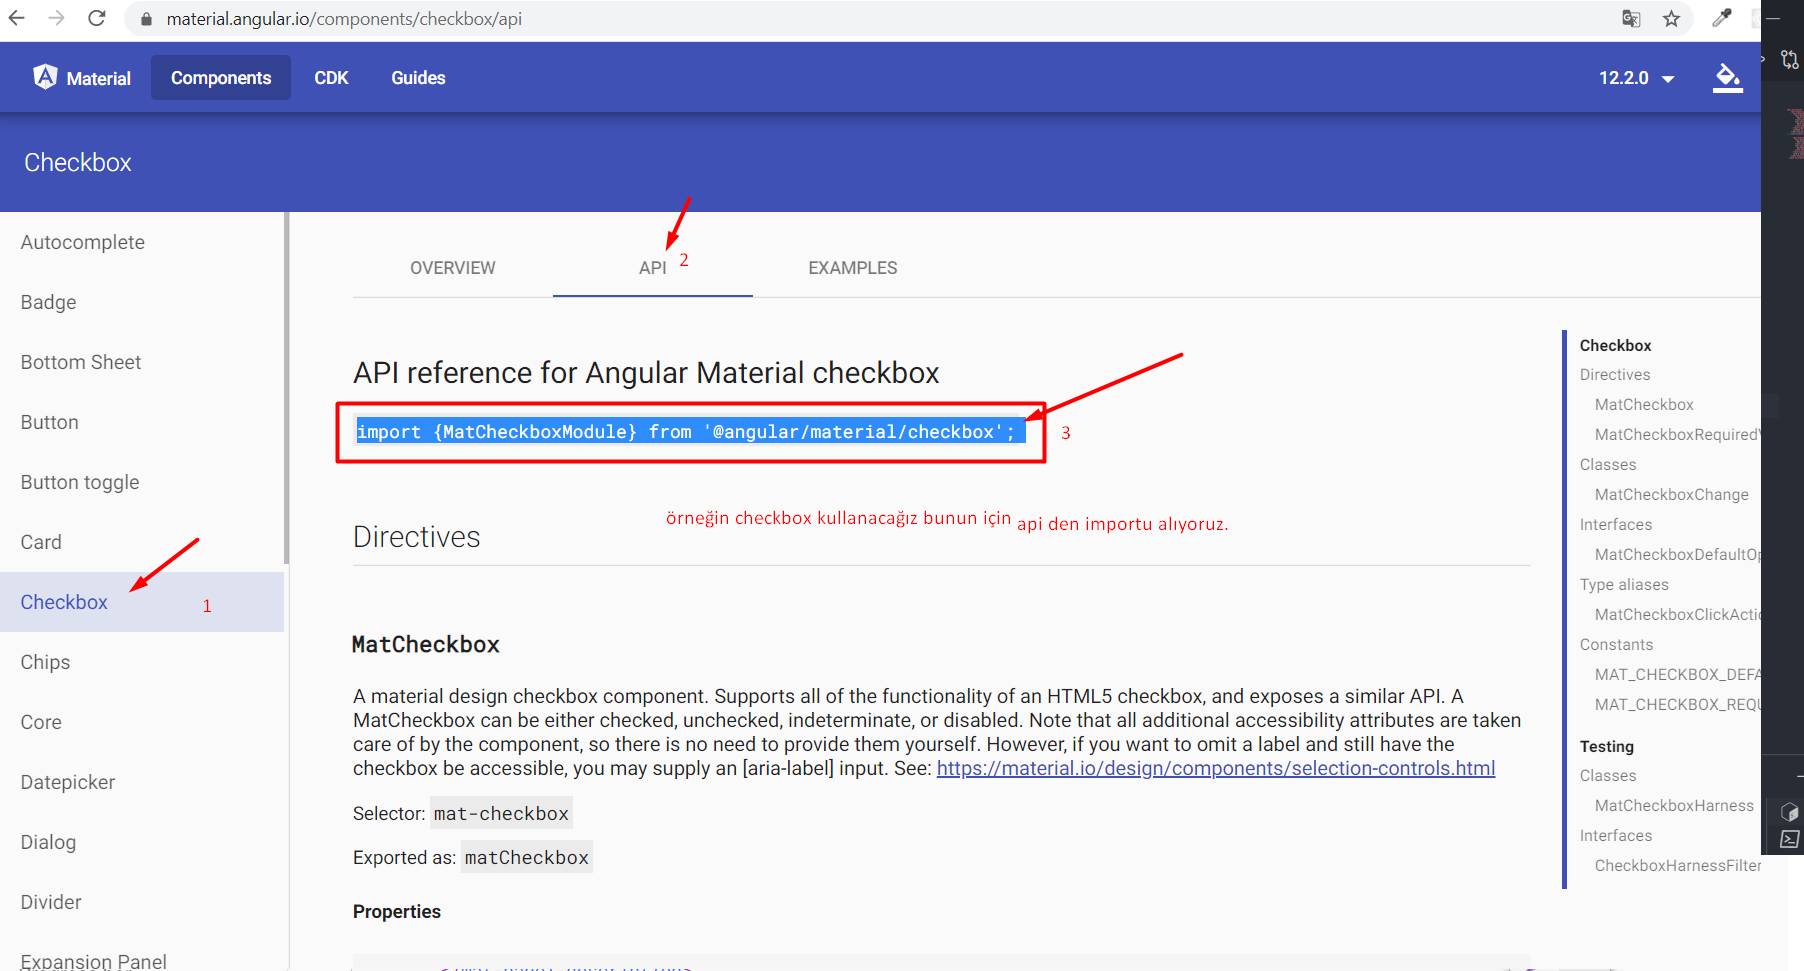 material.angular.io/components/checkbox/api
Material
Components
CDK
Guides
12.2.0
Checkbox
Autocomplete
Badge
Bottom Sheet
Button
Button toggle
Card
Checkbox
1
Chips
Core
Datepicker
Dialog
Divider
Expansion Panel
OVERVIEW
API
2
EXAMPLES
API reference for Angular Material checkbox
import {MatCheckboxModule} from '@angular/material/checkbox';
3
örneğin checkbox kullanacağız bunun için api den importu alıyoruz.
Directives
MatCheckbox
A material design checkbox component. Supports all of the functionality of an HTML5 checkbox, and exposes a similar API. A
MatCheckbox can be either checked, unchecked, indeterminate, or disabled. Note that all additional accessibility attributes are taken
care of by the component, so there is no need to provide them yourself. However, if you want to omit a label and still have the
checkbox be accessible, you may supply an [aria-label] input. See: https://material.io/design/components/selection-controls.html
Selector: mat-checkbox
Exported as: matCheckbox
Properties
Checkbox
Directives
MatCheckbox
MatCheckboxRequiredV
Classes
MatCheckboxChange
Interfaces
MatCheckboxDefaultOp
Type aliases
MatCheckboxClickActio
Constants
MAT_CHECKBOX_DEFA
MAT_CHECKBOX_REQU
Testing
Classes
MatCheckboxHarness
Interfaces
CheckboxHarnessFilter